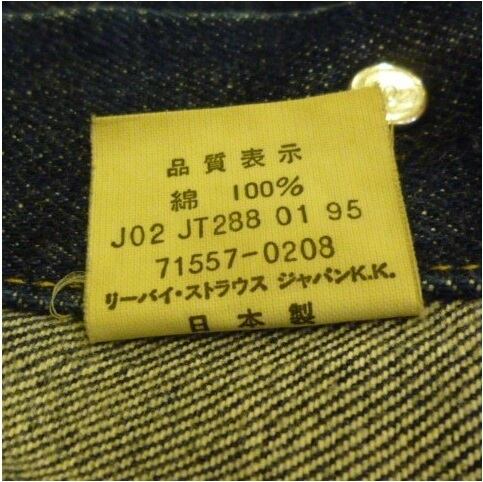 品質表示
綿 100%
J02 JT288 01 95
71557-0208
リーバイ・ストラウス ジャパンK.K.
日本製